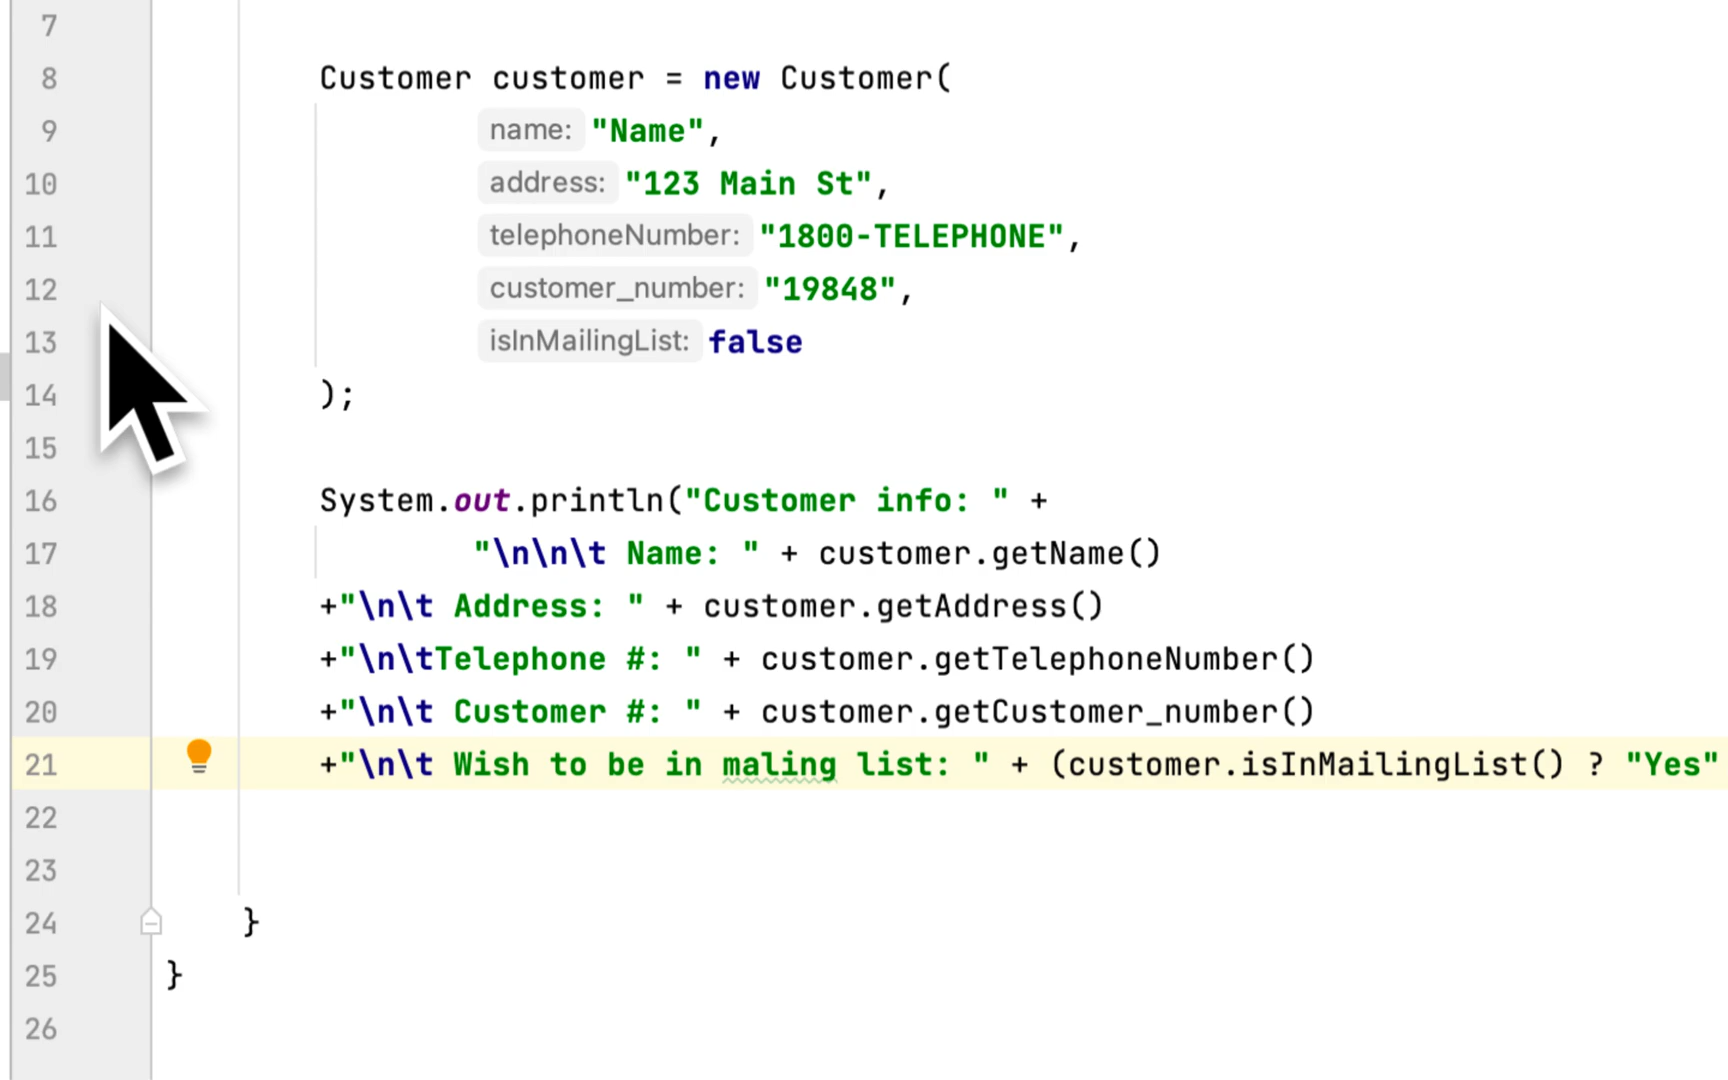 7
8 Customer customer = new Customer(
9 name: "Name",
10 address: "123 Main St",
11 telephoneNumber: "1800-TELEPHONE",
12 customer_number: "19848",
13 isInMailingList: false
14 );
15
16 System.out.println("Customer info: " +
17 "\n\n\t Name: " + customer.getName()
18 +"\n\t Address: " + customer.getAddress()
19 +"\n\tTelephone #: " + customer.getTelephoneNumber()
20 +"\n\t Customer #: " + customer.getCustomer_number()
21 +"\n\t Wish to be in maling list: " + (customer.isInMailingList() ? "Yes"
22
23
24 }
25 }
26